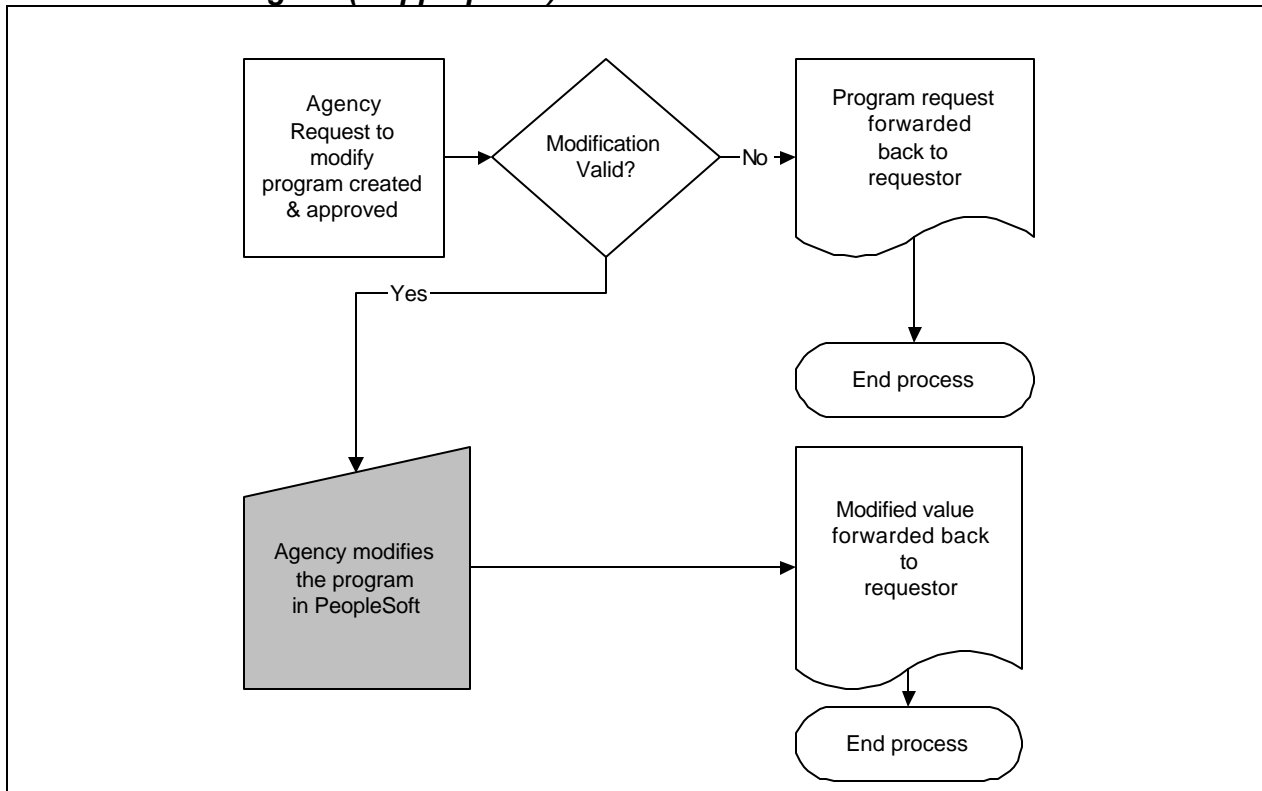 Agency
Request to
modify
program created
& approved
Modification
Valid?
No
Program request
forwarded
back to
requestor
Yes
End process
Agency modifies
the program
in PeopleSoft
Modified value
forwarded back
to
requestor
End process